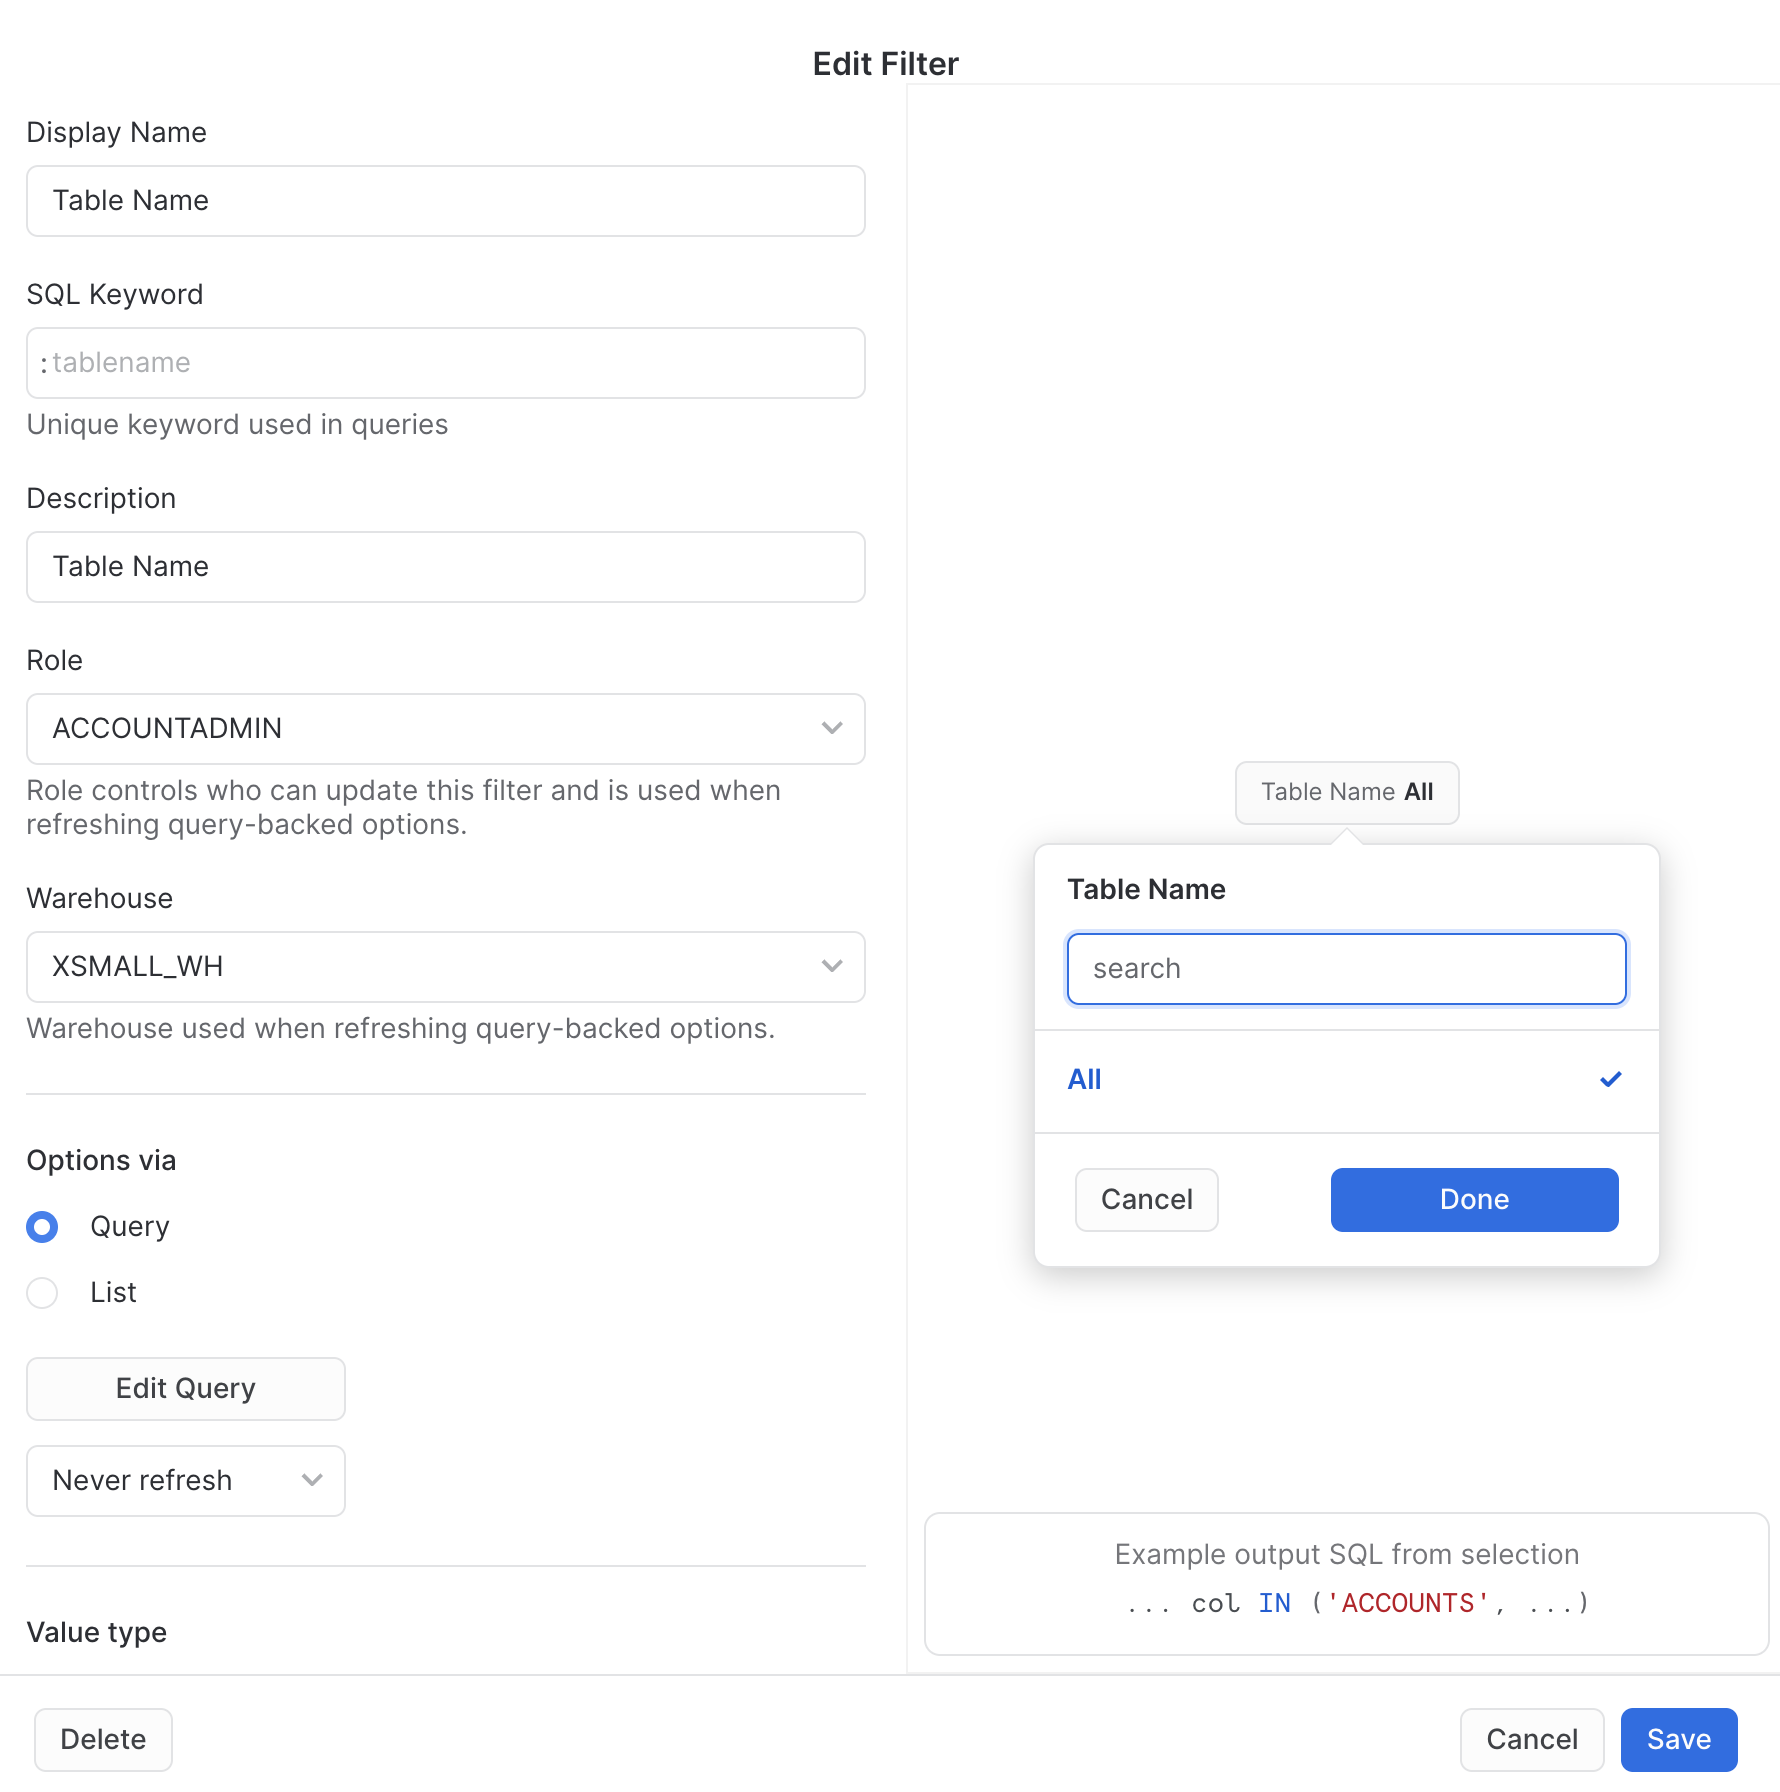 Edit Filter
Display Name
Table Name
SQL Keyword
:tablename
Unique keyword used in queries
Description
Table Name
Role
ACCOUNTADMIN
Role controls who can update this filter and is used when
refreshing query-backed options.
Warehouse
XSMALL_WH
Warehouse used when refreshing query-backed options.
Options via
Query
List
Edit Query
Never refresh
Value type
Table Name All
Table Name
search
All
Cancel Done
Example output SQL from selection
... col IN ('ACCOUNTS', ...)
Delete Cancel Save